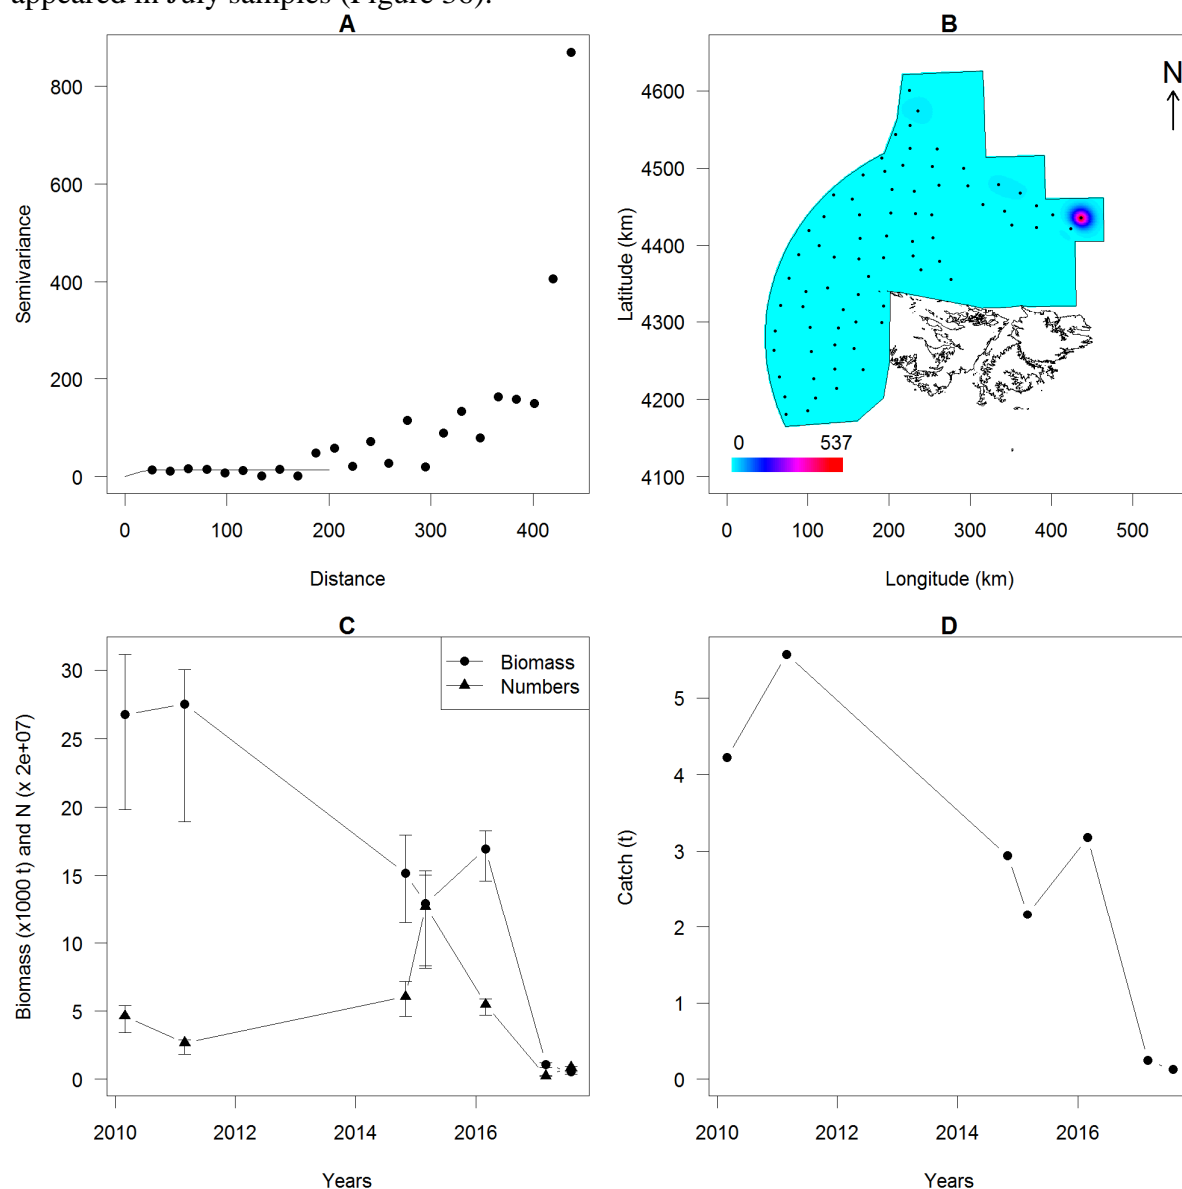 appeared in July samples (Figure 38).
A
800
600
400
200
0
Semivariance
0 100 200 300 400
Distance
B
N
4600
4500
4400
4300
4200
4100
Latitude (km)
0 537
0 100 200 300 400 500
Longitude (km)
C
Biomass
Numbers
30
25
20
15
10
5
0
Biomass (x1000 t) and N (x 2e+07)
2010 2012 2014 2016
Years
D
5
4
3
2
1
0
Catch (t)
2010 2012 2014 2016
Years